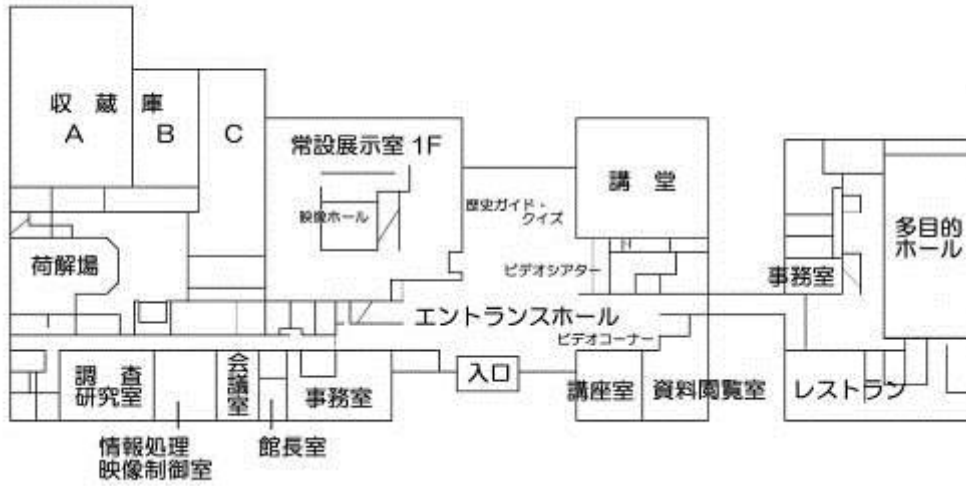 収 蔵 庫
A
B
C
常設展示室 1F
映像ホール
歴史ガイド・
クイズ
講 堂
多目的
ホール
荷解場
ビデオシアター
事務室
エントランスホール
ビデオコーナー
入口
調 査
研究室
会議室
事務室
講座室
資料閲覧室
レストラン
情報処理
映像制御室
館長室